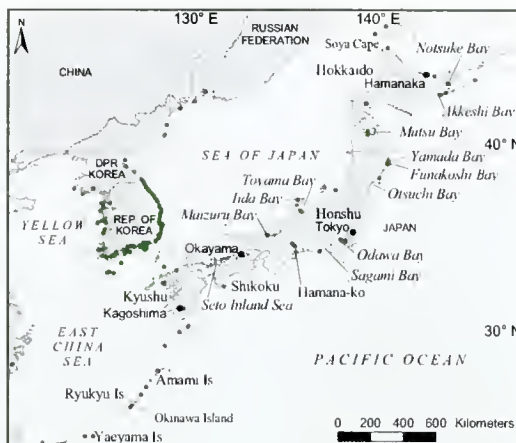 130° E
140° E
N
RUSSIAN
FEDERATION
Soya Cape
Notsuke Bay
CHINA
Hokkaido
Hamanaka
Akkeshi Bay
Mutsu Bay
40° N
SEA OF JAPAN
DPR
KOREA
Yamada Bay
Funakoshi Bay
Toyama Bay
Otsuchi Bay
Iida Bay
YELLOW
SEA
REP OF
KOREA
Honshu
Maizuru Bay
Tokyo
JAPAN
Okayama
Odawa Bay
Sagami Bay
Kyushu
Shikoku
Hamana-ko
Kagoshima
Seto Inland Sea
EAST
CHINA
SEA
30° N
PACIFIC OCEAN
Amami Is
Ryukyu Is
Okinawa Island
0 200 400 600 Kilometers
Yaeyama Is